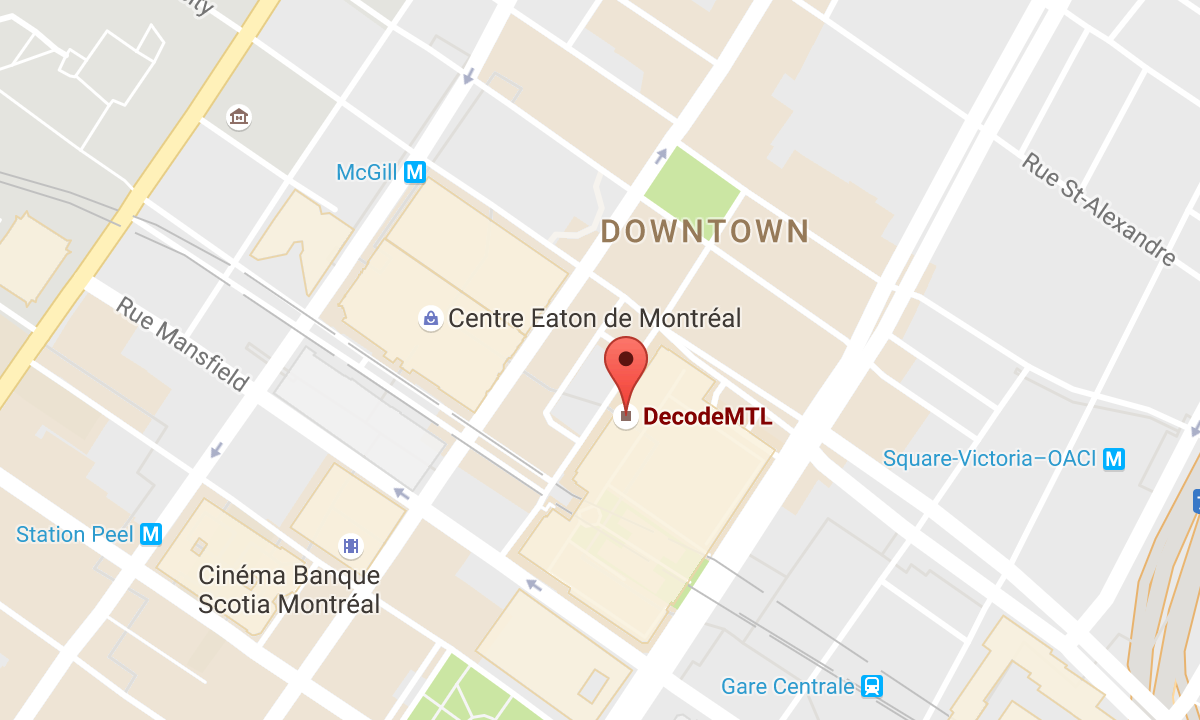 McGill M
Rue St-Alexandre
DOWNTOWN
Rue Mansfield
Centre Eaton de Montréal
DecodeMTL
Square-Victoria–OACI M
Station Peel M
Cinéma Banque
Scotia Montréal
Gare Centrale